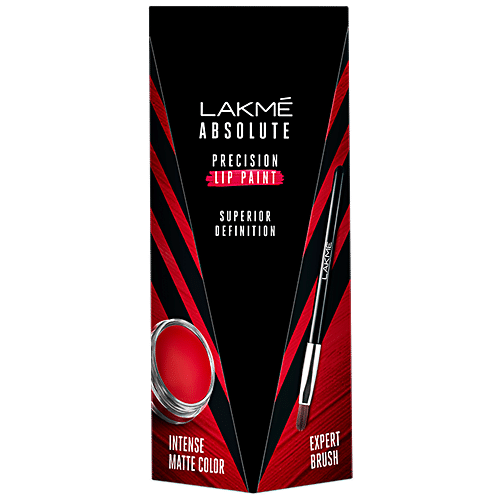 LAKMÉ
ABSOLUTE
PRECISION
LIP PAINT
SUPERIOR
DEFINITION
LAKMÉ
INTENSE
MATTE COLOR
EXPERT
BRUSH